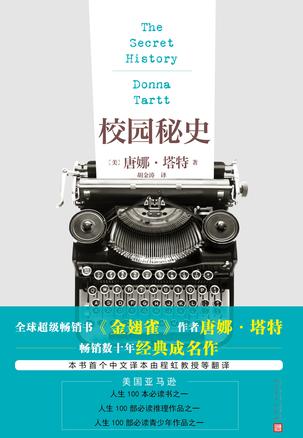 The
Secret
History
Donna
Tartt
校园秘史
［美］唐娜·塔特 著
胡金涛 译
全球超级畅销书《金翅雀》作者唐娜·塔特
畅销数十年经典成名作
本书首个中文译本由程虹教授等翻译
美国亚马逊
人生100本必读书之一
人生 100 部必读推理作品之一
人生100部必读青少年作品之一